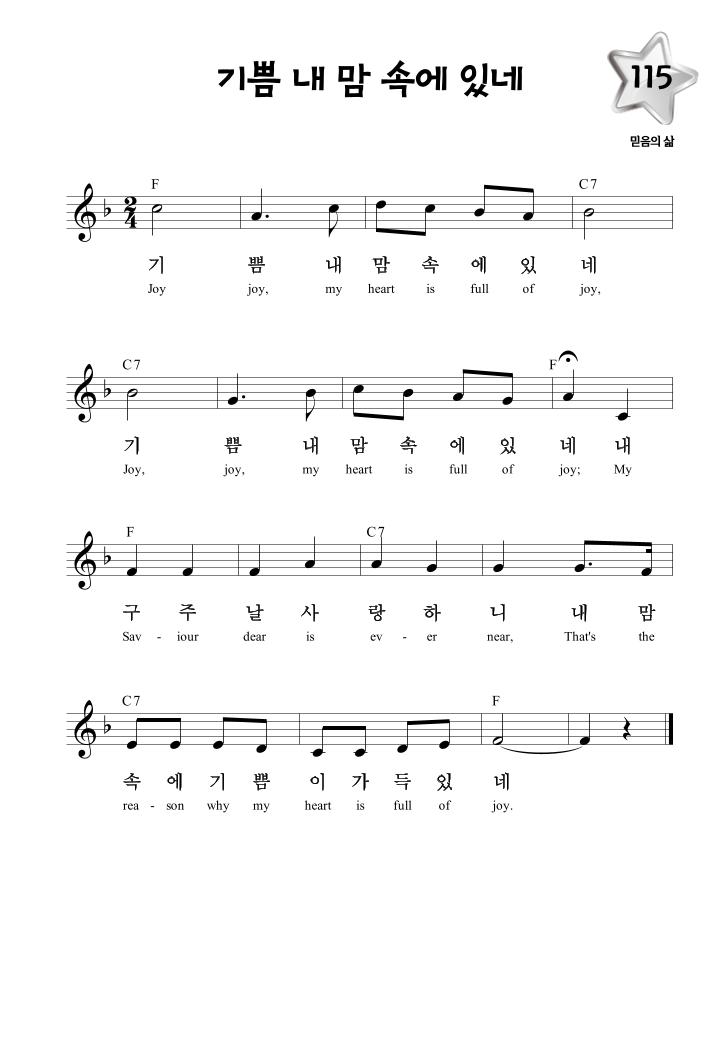 기쁨 내 맘 속에 있네
115
믿음의 삶
F C7
2
4
기 쁨 내 맘 속 에 있 네
Joy joy, my heart is full of joy,
C7 F
기 쁨 내 맘 속 에 있 네 내
Joy, joy, my heart is full of joy; My
F C7
구 주 날 사 랑 하 니 내 맘
Sav - iour dear is ev - er near, That's the
C7 F
속 에 기 쁨 이 가 득 있 네
rea - son why my heart is full of joy.